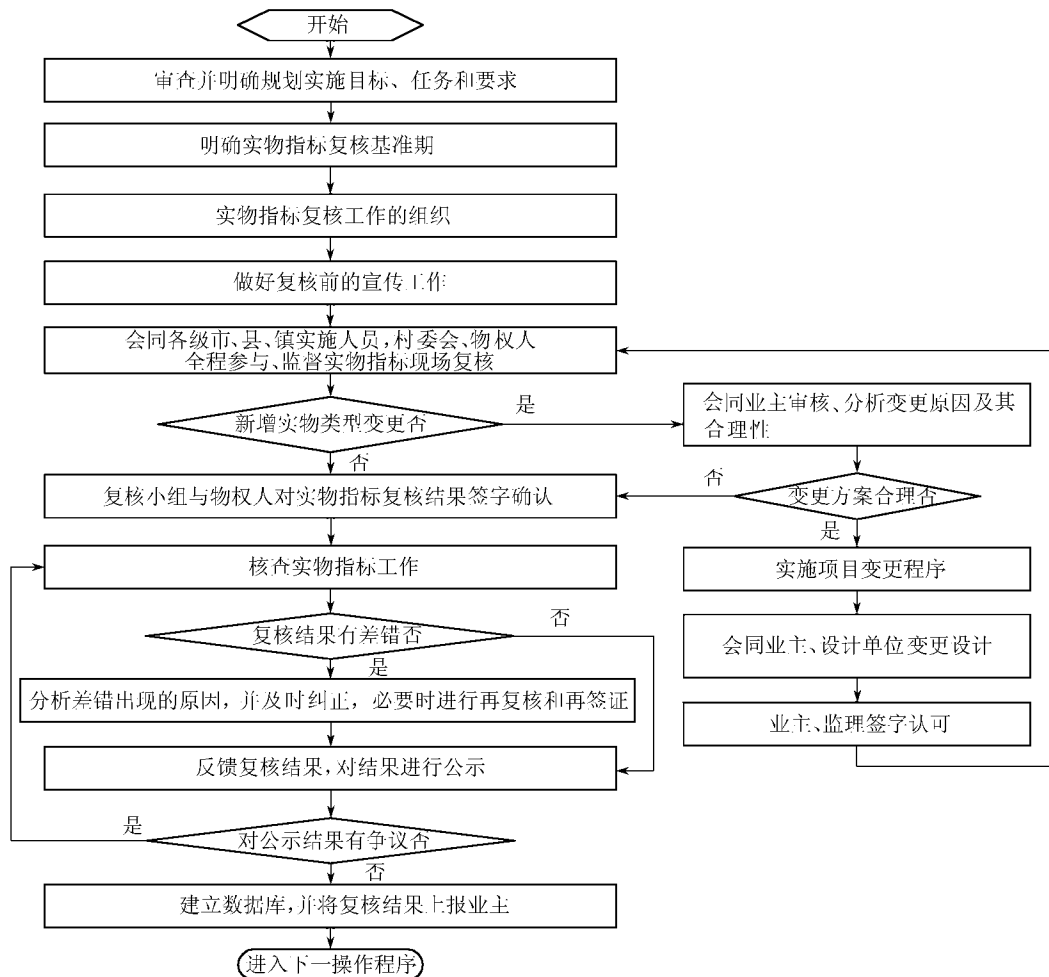 开始
审查并明确规划实施目标、任务和要求
明确实物指标复核基准期
实物指标复核工作的组织
做好复核前的宣传工作
会同各级市、县、镇实施人员,村委会、物权人
全程参与、监督实物指标现场复核
新增实物类型变更否
是
会同业主审核、分析变更原因及其
合理性
否
复核小组与物权人对实物指标复核结果签字确认
否
变更方案合理否
是
核查实物指标工作
实施项目变更程序
复核结果有差错否
否
是
会同业主、设计单位变更设计
分析差错出现的原因,并及时纠正,必要时进行再复核和再签证
业主、监理签字认可
反馈复核结果,对结果进行公示
是
对公示结果有争议否
否
建立数据库,并将复核结果上报业主
进入下一操作程序